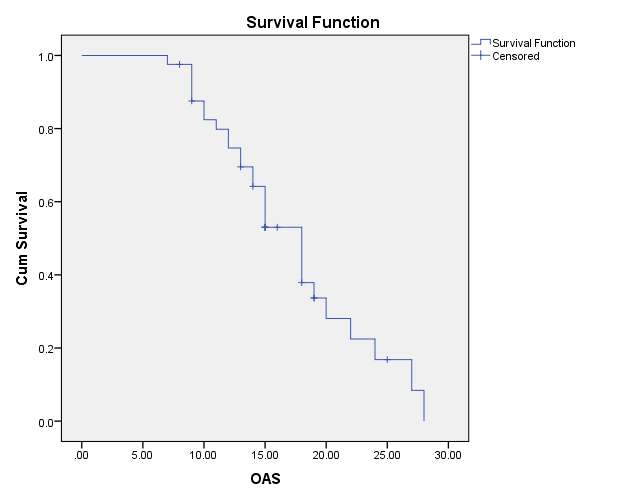 Survival Function
Survival Function
Censored
1.0
0.8
0.6
0.4
0.2
0.0
Cum Survival
.00 5.00 10.00 15.00 20.00 25.00 30.00
OAS